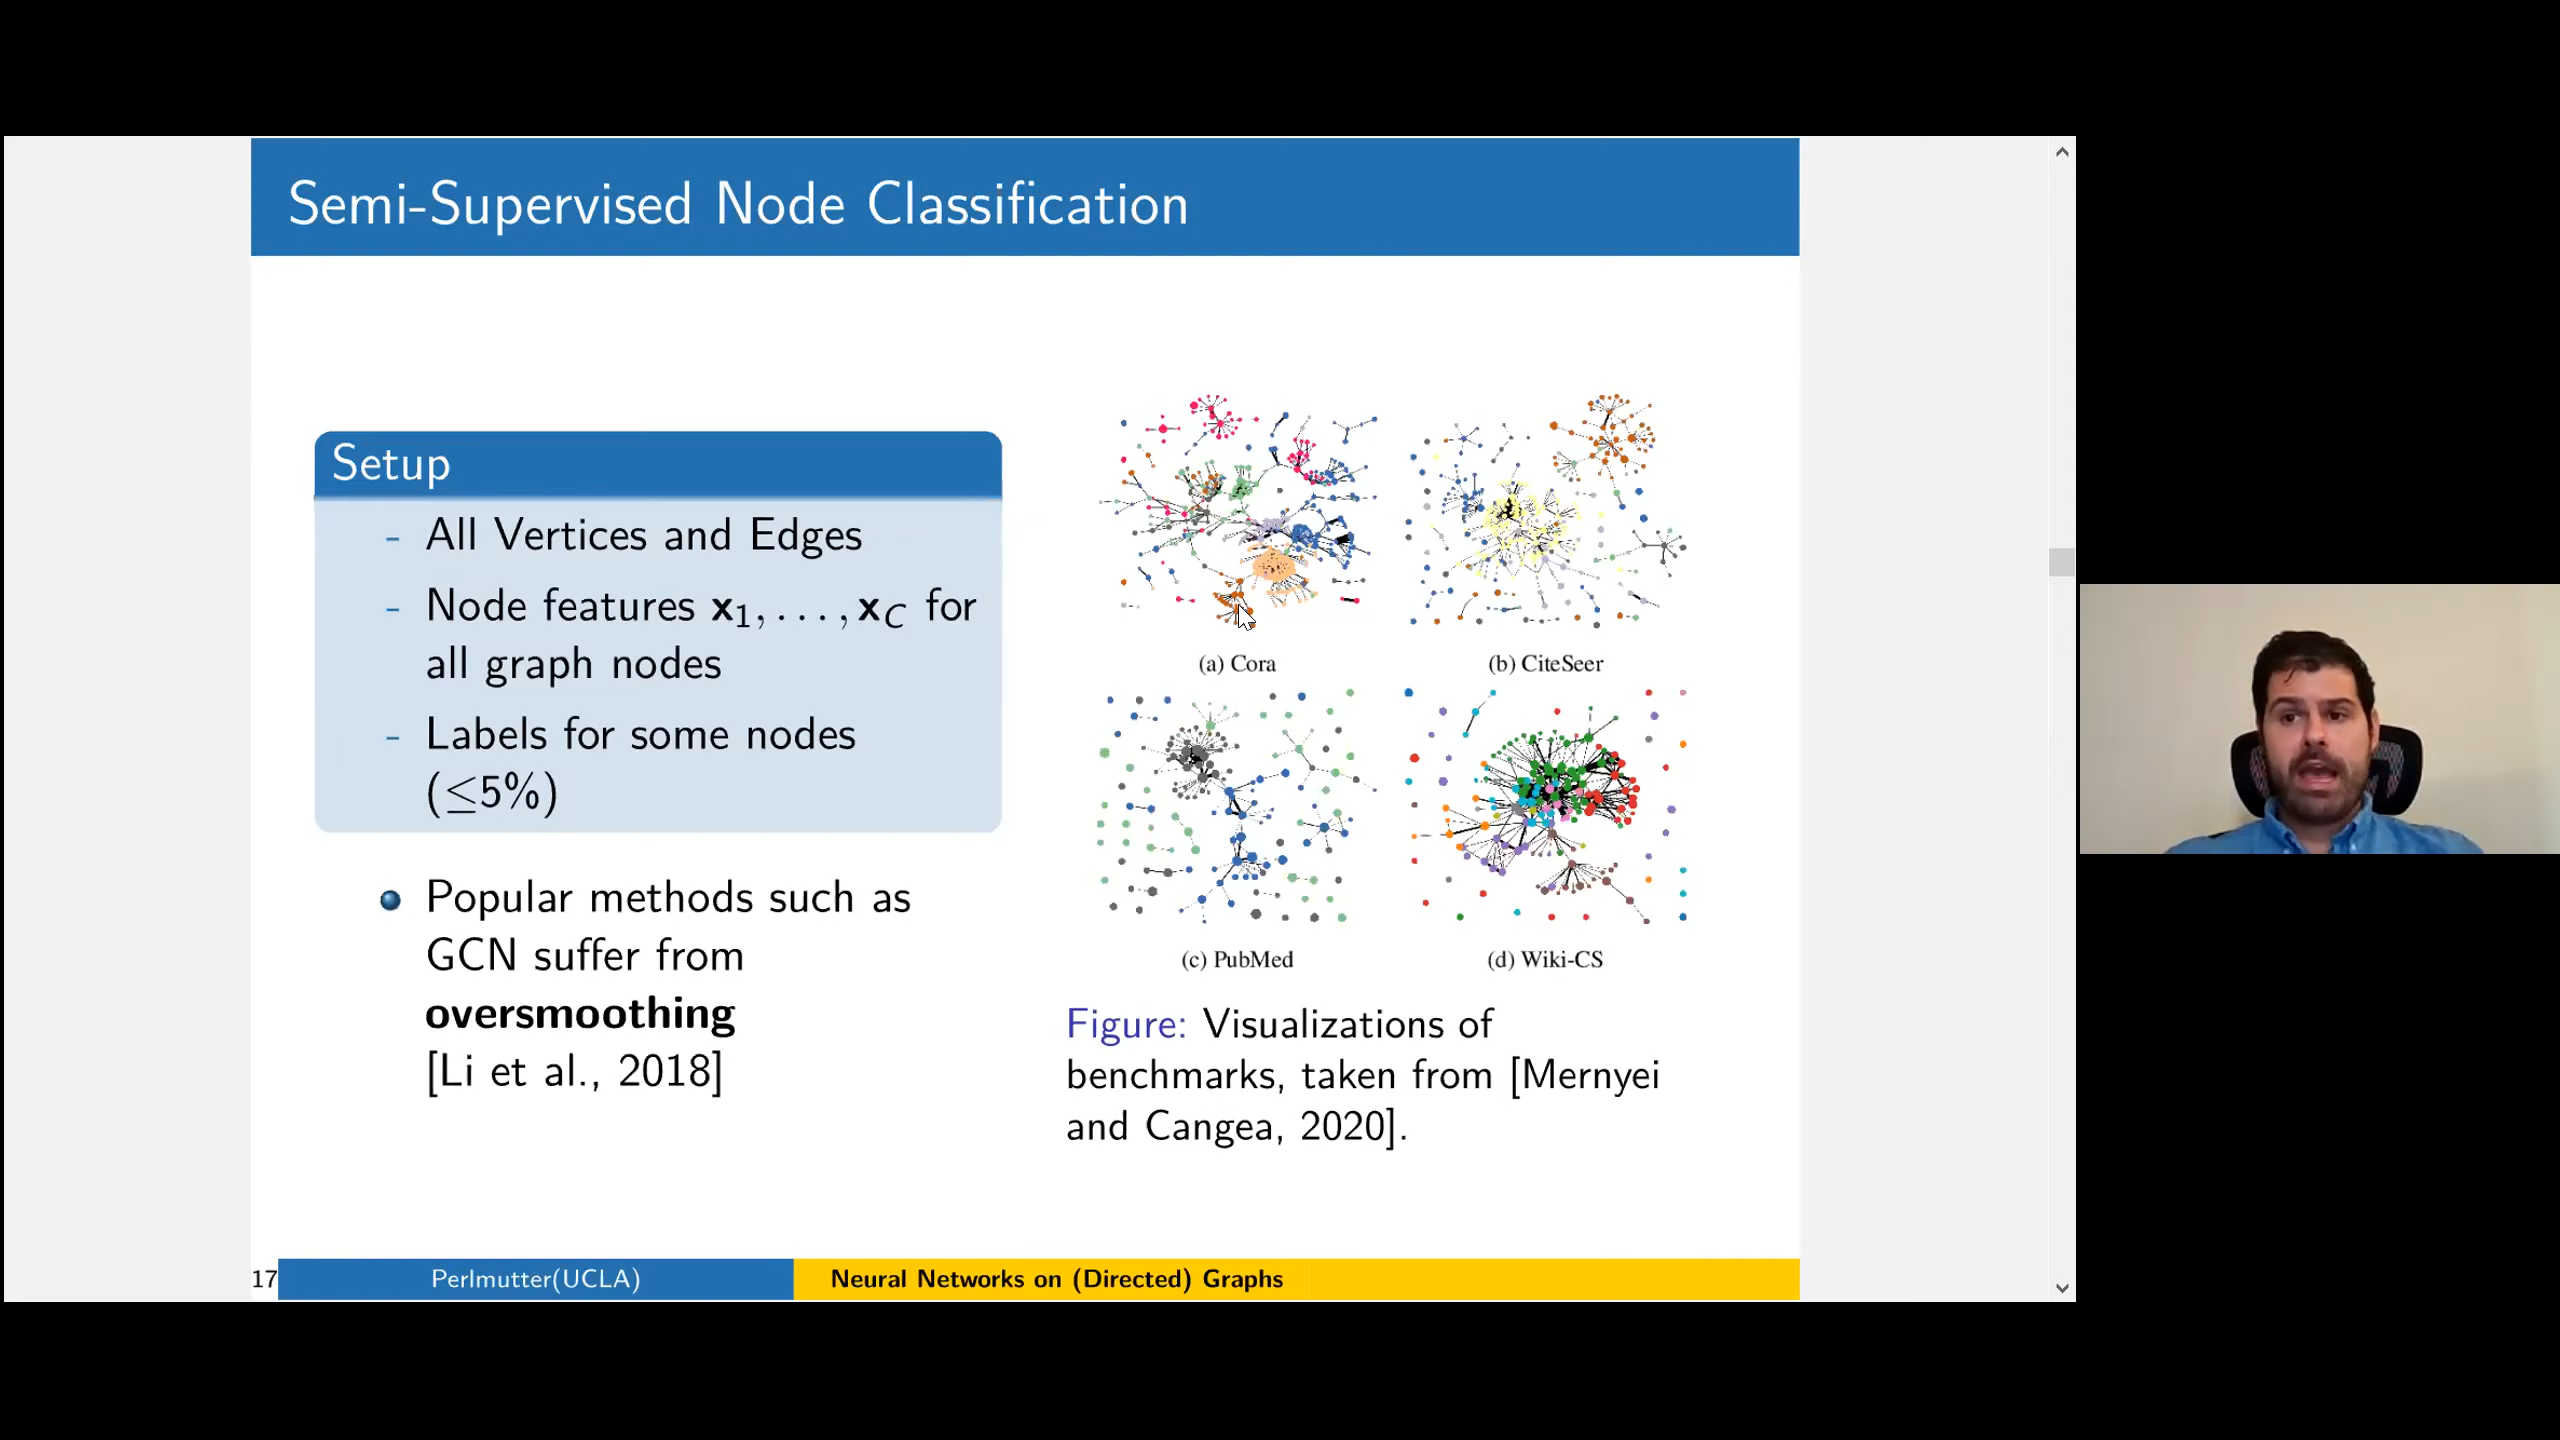 Semi-Supervised Node Classification
Setup
- All Vertices and Edges
- Node features x1, . . . , xC for
all graph nodes
- Labels for some nodes
(≤5%)
Popular methods such as
GCN suffer from
oversmoothing
[Li et al., 2018]
(a) Cora
(b) CiteSeer
(c) PubMed
(d) Wiki-CS
Figure: Visualizations of
benchmarks, taken from [Mernyei
and Cangea, 2020].
17
Perlmutter(UCLA)
Neural Networks on (Directed) Graphs